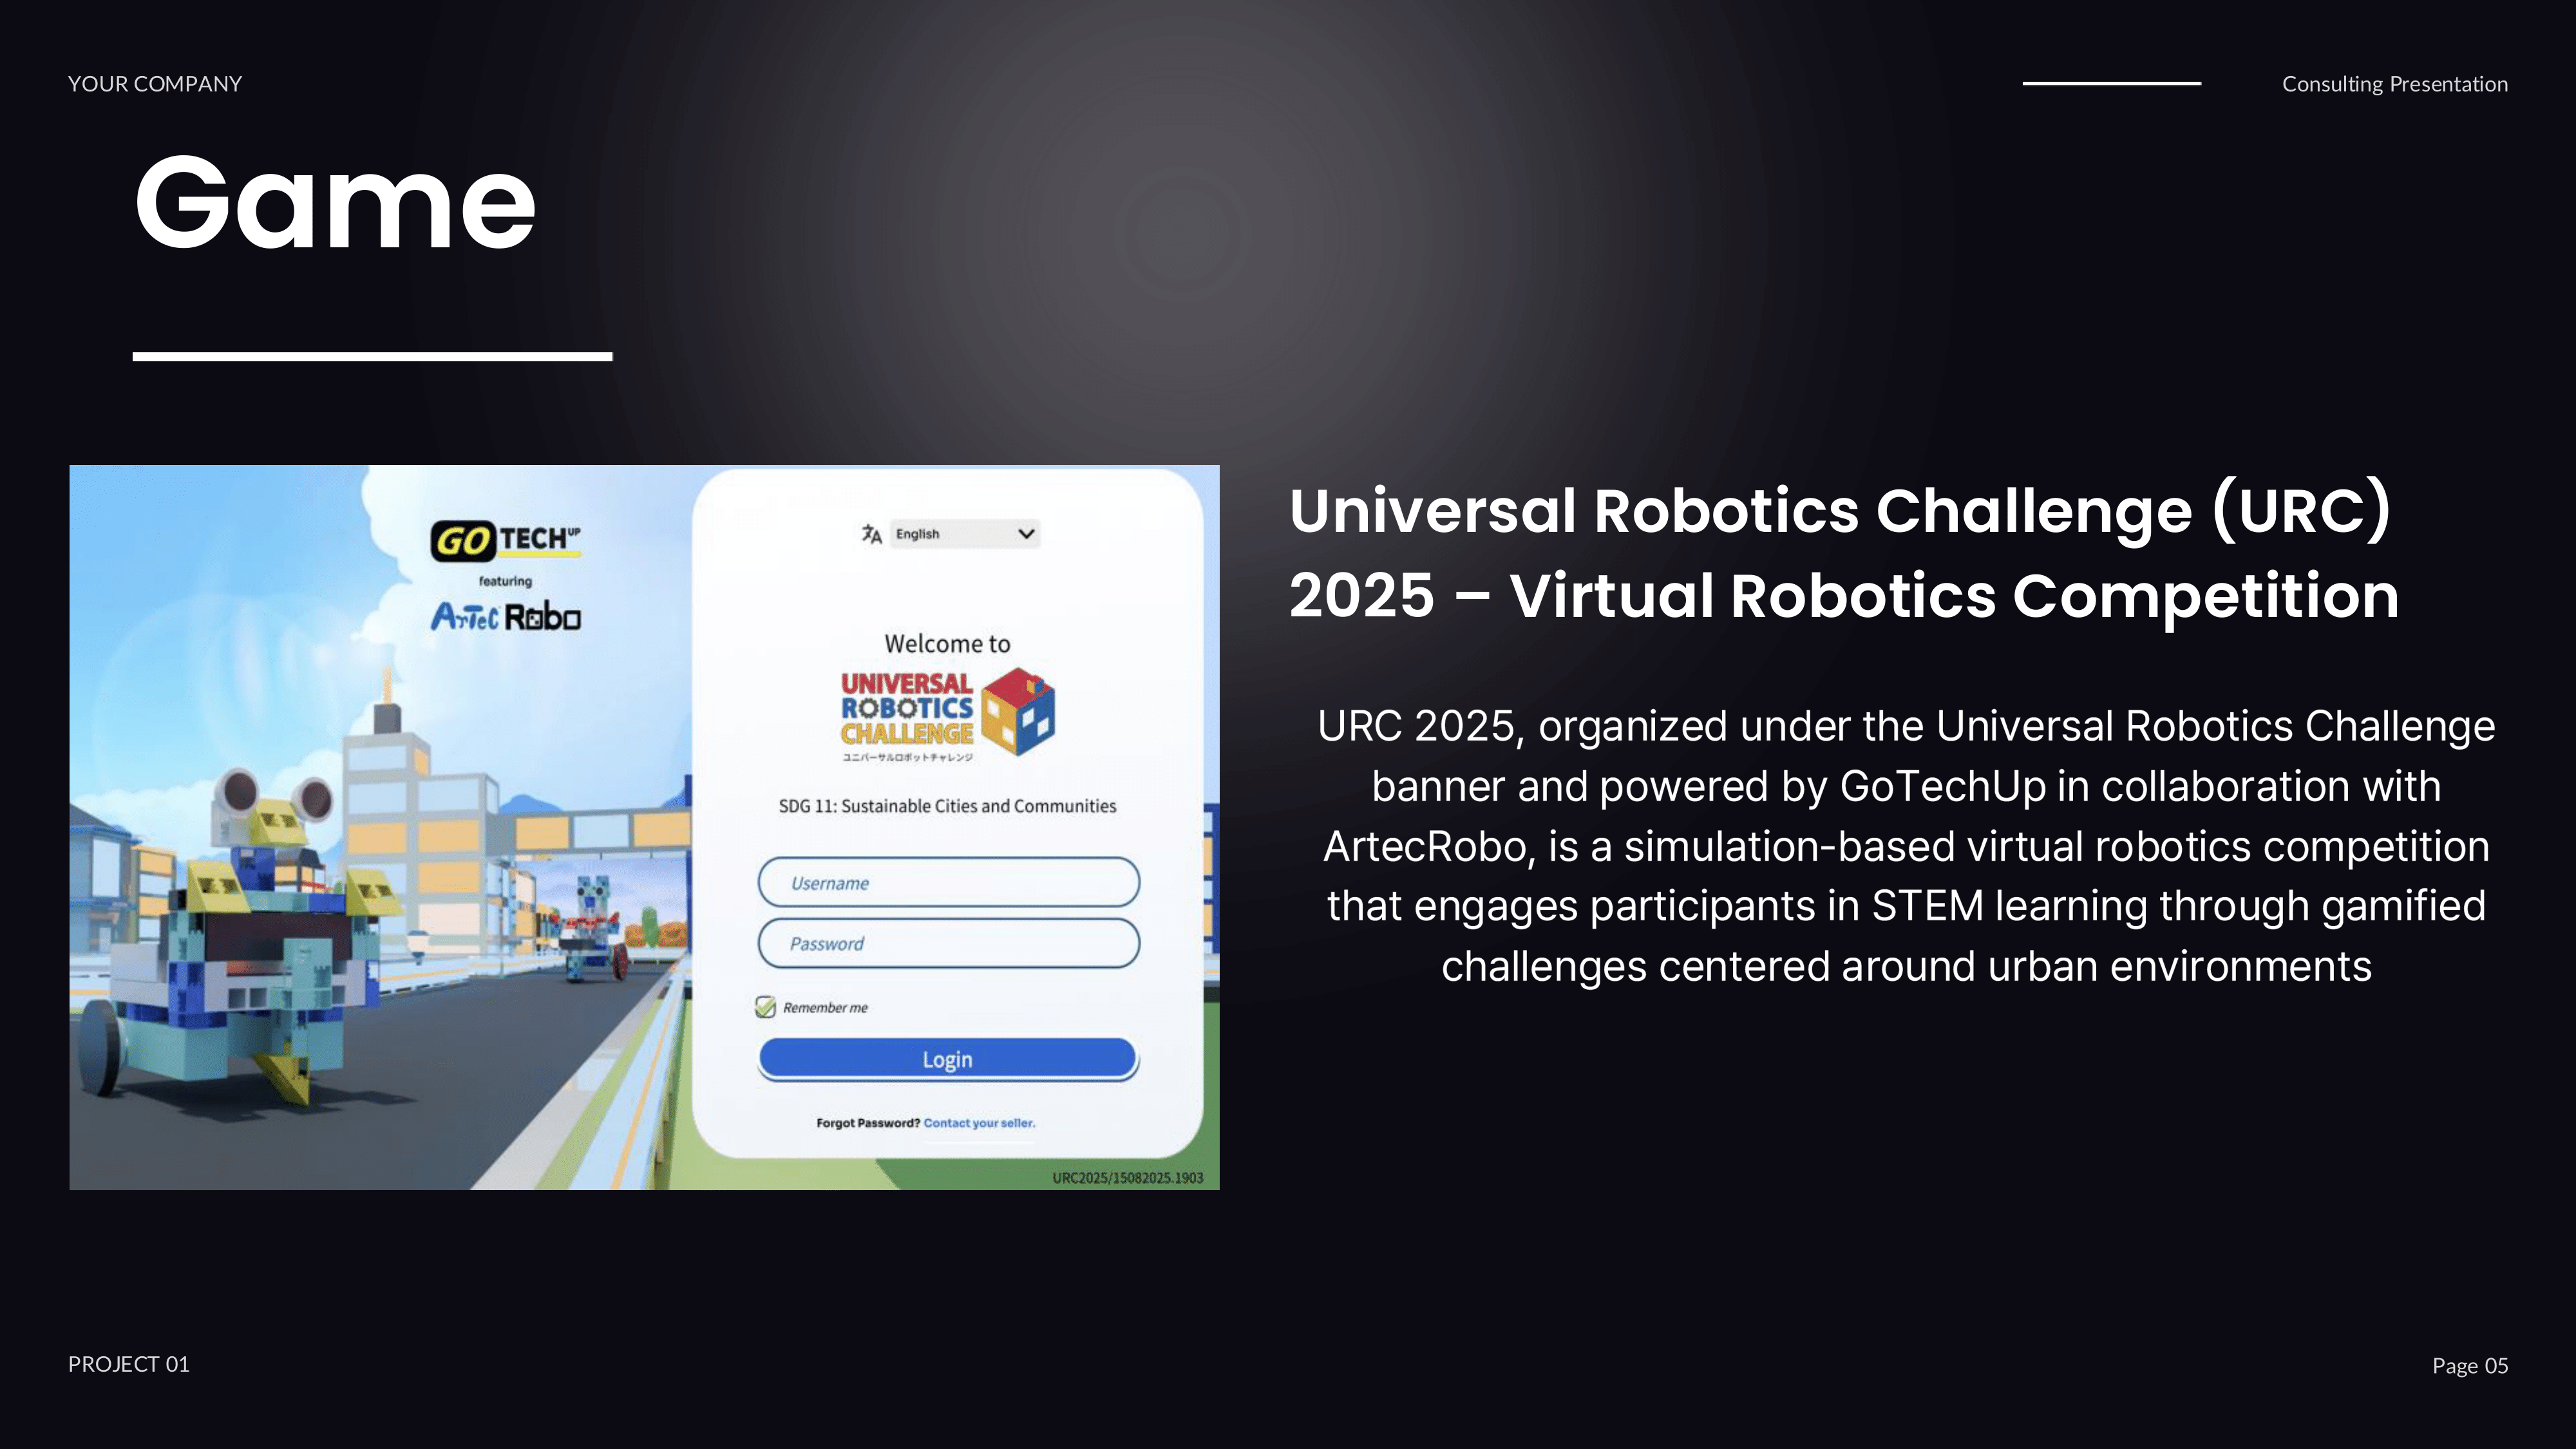 YOUR COMPANY
Consulting Presentation
Game
GO TECH UP
featuring
ArTeC Robo
English
Welcome to
UNIVERSAL
ROBOTICS
CHALLENGE
ユニバーサルロボットチャレンジ
SDG 11: Sustainable Cities and Communities
Username
Password
Remember me
Login
Forgot Password? Contact your seller.
URC2025/15082025.1903
Universal Robotics Challenge (URC)
2025 – Virtual Robotics Competition
URC 2025, organized under the Universal Robotics Challenge
banner and powered by GoTechUp in collaboration with
ArtecRobo, is a simulation-based virtual robotics competition
that engages participants in STEM learning through gamified
challenges centered around urban environments
PROJECT 01
Page 05